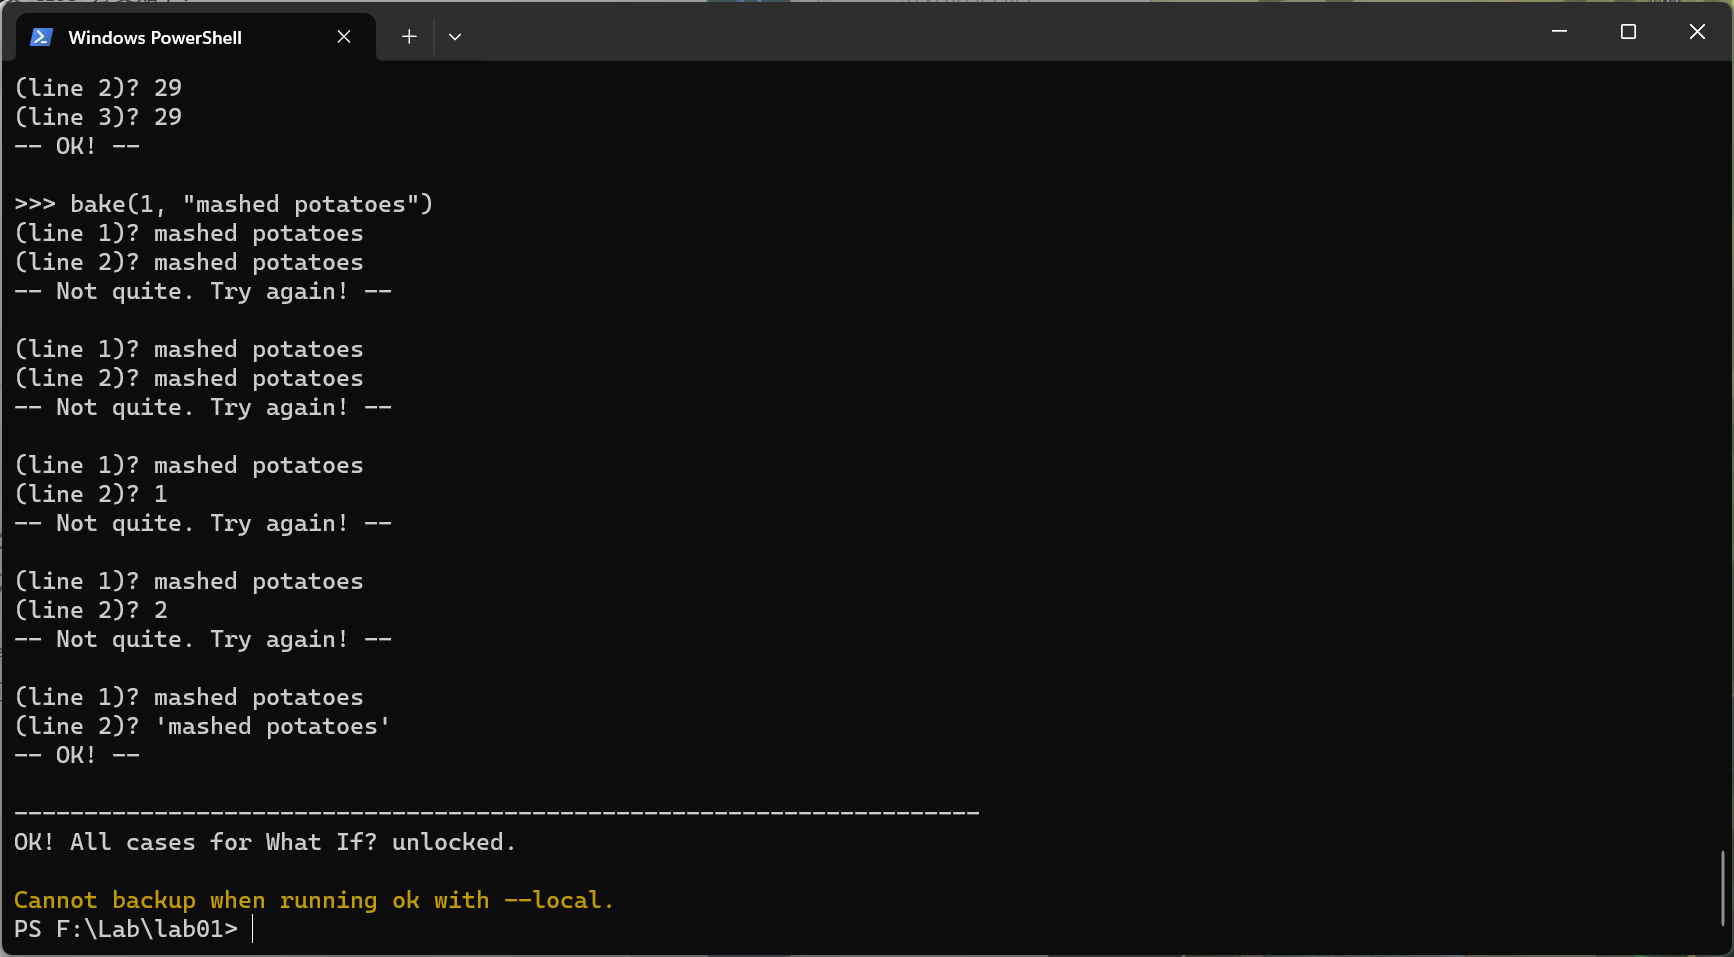 Windows PowerShell
(line 2)? 29
(line 3)? 29
-- OK! --
>>> bake(1, "mashed potatoes")
(line 1)? mashed potatoes
(line 2)? mashed potatoes
-- Not quite. Try again! --
(line 1)? mashed potatoes
(line 2)? mashed potatoes
-- Not quite. Try again! --
(line 1)? mashed potatoes
(line 2)? 1
-- Not quite. Try again! --
(line 1)? mashed potatoes
(line 2)? 2
-- Not quite. Try again! --
(line 1)? mashed potatoes
(line 2)? 'mashed potatoes'
-- OK! --
---------------------------------------------------------------------
OK! All cases for What If? unlocked.
Cannot backup when running ok with --local.
PS F:\Lab\lab01>